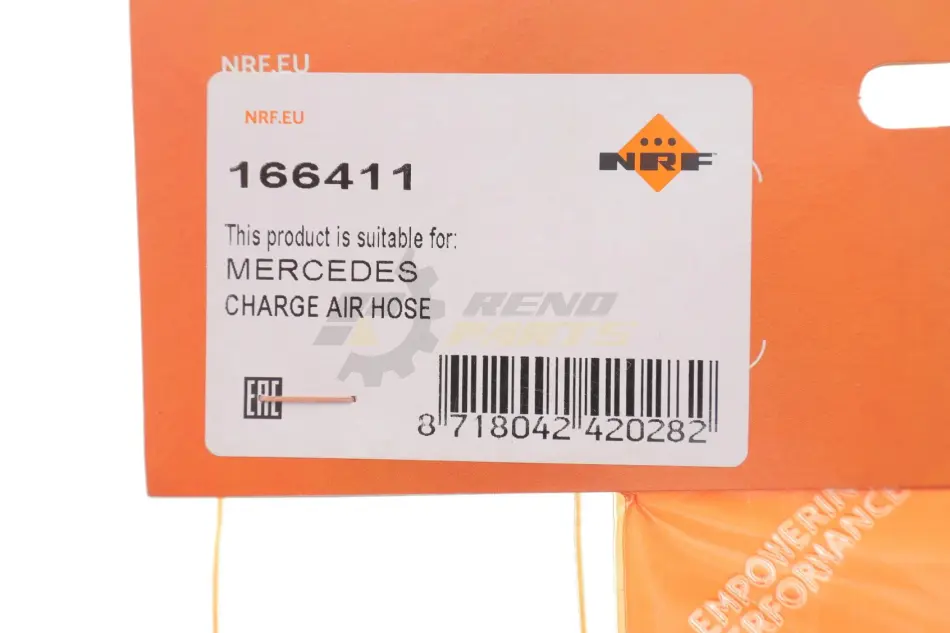 NRF.EU
NRF.EU
NRF
166411
This product is suitable for:
MERCEDES
CHARGE AIR HOSE
RENO
PARTS
EAC
8 718042 420282
EMPOWERING
PERFORMANCE